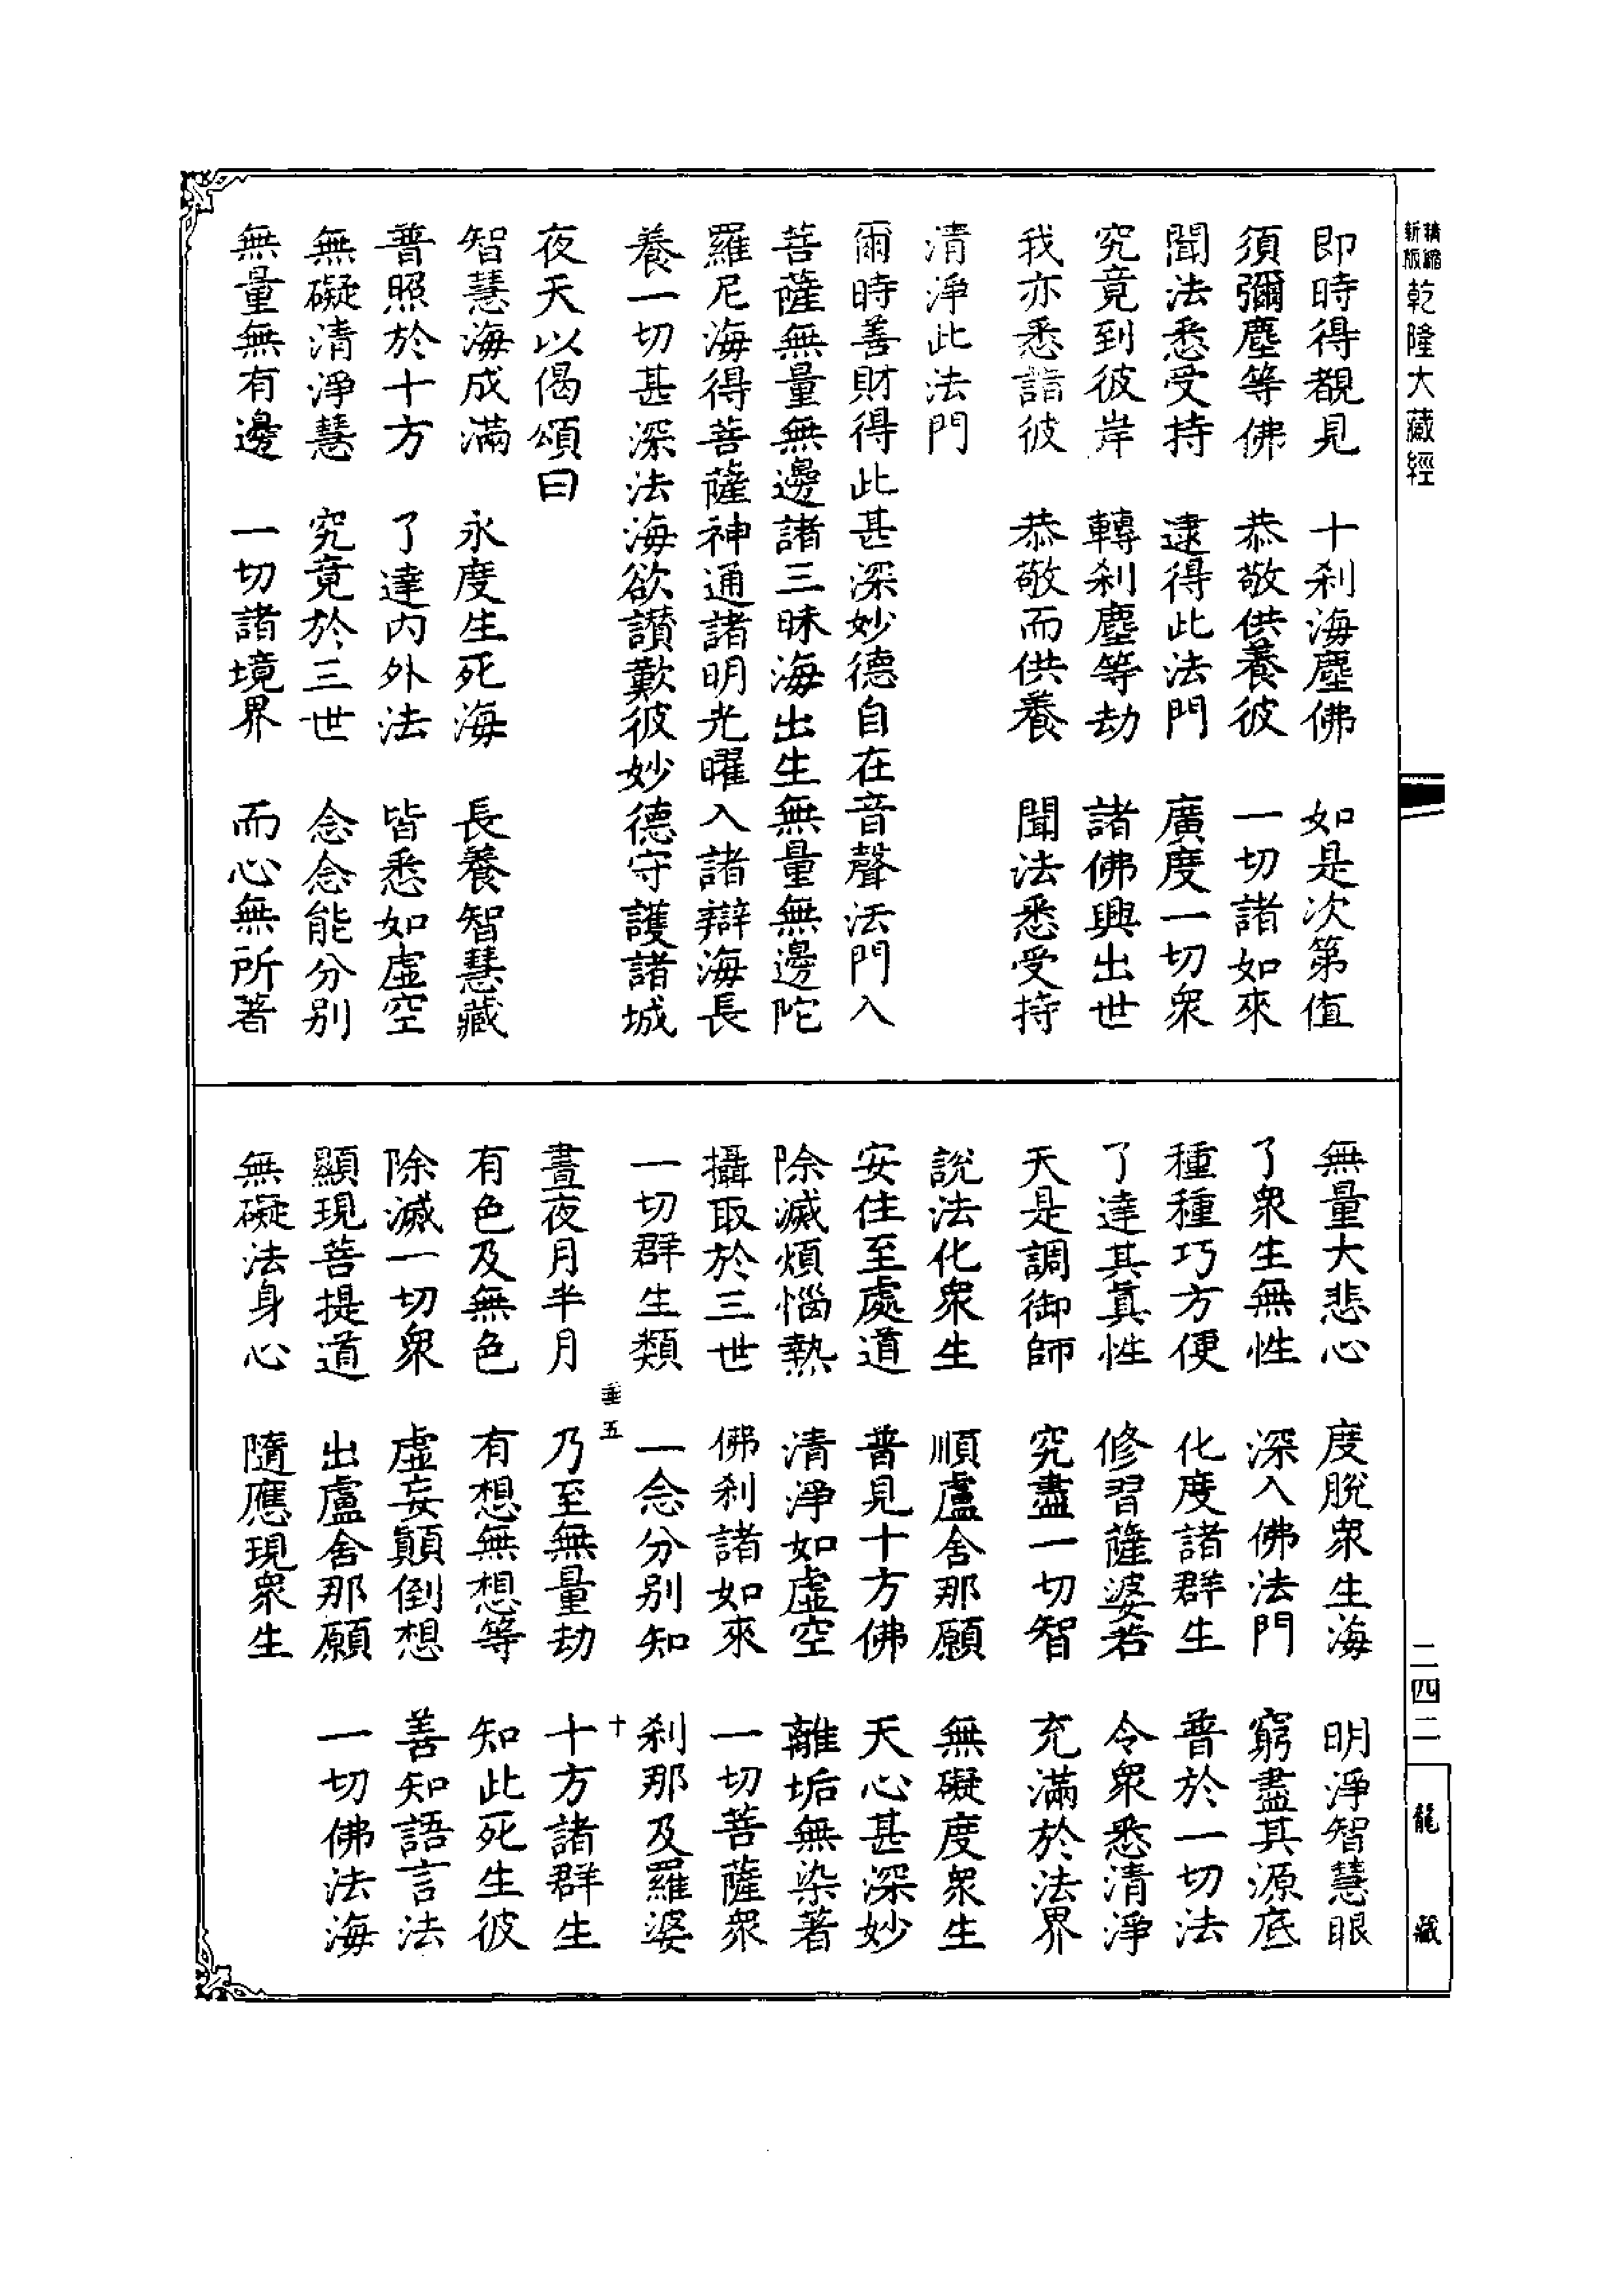 精縮新版乾隆大藏經
即時得覩見　十刹海塵佛　如是次第值
須彌塵等佛　恭敬供養彼　一切諸如來
聞法悉受持　逮得此法門　廣度一切衆
究竟到彼岸　轉刹塵等劫　諸佛興出世
我亦悉詣彼　恭敬而供養　聞法悉受持
清淨此法門
爾時善財得此甚深妙德自在音聲法門入
菩薩無量無邊諸三昧海出生無量無邊陀
羅尼海得菩薩神通諸明光曜入諸辯海長
養一切甚深法海欲讃歎彼妙德守護諸城
夜天以偈頌曰
智慧海成滿　永度生死海　長養智慧藏
普照於十方　了達內外法　皆悉如虛空
無礙清淨慧　究竟於三世　念念能分別
無量無有邊　一切諸境界　而心無所著
無量大悲心　度脫衆生海　明淨智慧眼
了衆生無性　深入佛法門　窮盡其源底
種種巧方便　化度諸群生　普於一切法
了達其眞性　修習薩婆若　令衆悉清淨
天是調御師　究盡一切智　充滿於法界
說法化衆生　順盧舍那願　無礙度衆生
安住至處道　普見十方佛　天心甚深妙
除滅煩惱熱　清淨如虛空　離垢無染著
攝取於三世　佛刹諸如來　一切菩薩衆
一切群生類　一念分別知　刹那及羅婆
垂五　十
晝夜月半月　乃至無量劫　十方諸群生
有色及無色　有想無想等　知此死生彼
除滅一切衆　虛妄顚倒想　善知語言法
顯現菩提道　出盧舍那願　一切佛法海
無礙法身心　隨應現衆生
二四二
龍藏